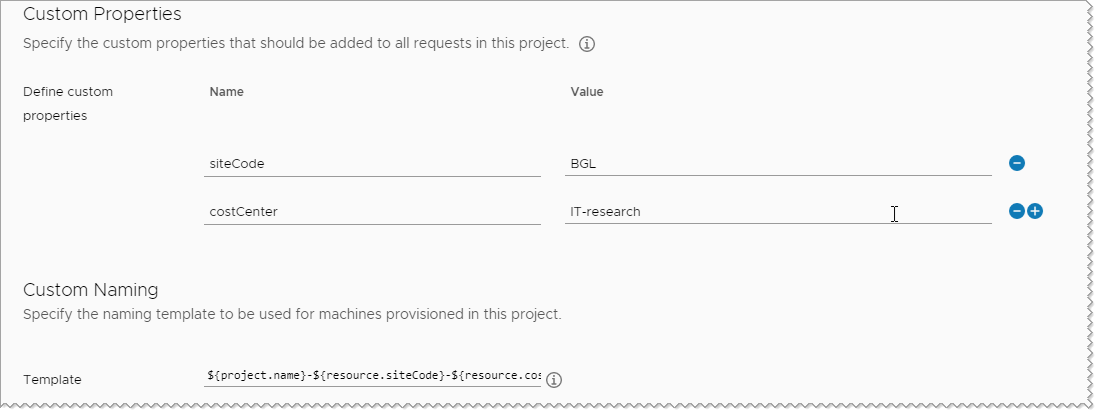 Custom Properties
Specify the custom properties that should be added to all requests in this project.
Define custom properties
Name Value
siteCode BGL
costCenter IT-research
Custom Naming
Specify the naming template to be used for machines provisioned in this project.
Template ${project.name}-${resource.siteCode}-${resource.cos